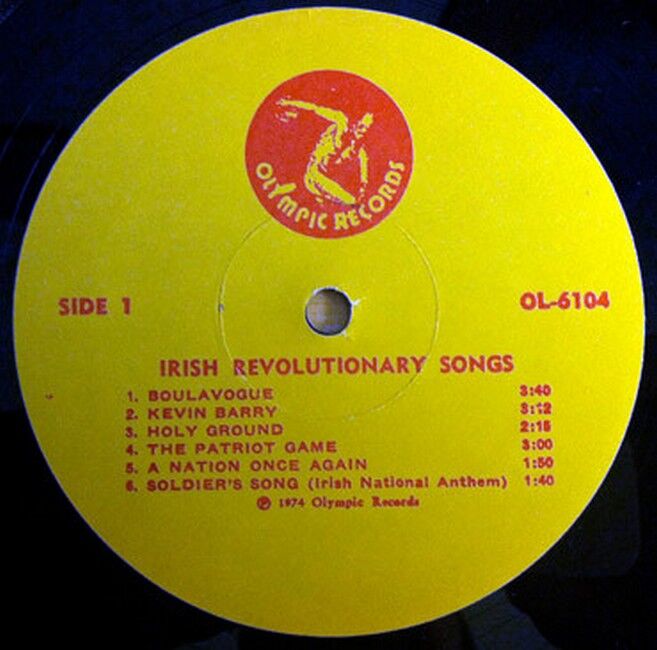 OLYMPIC RECORDS
SIDE 1 OL-6104
IRISH REVOLUTIONARY SONGS
1. BOULAVOGUE 3:40
2. KEVIN BARRY 3:12
3. HOLY GROUND 2:15
4. THE PATRIOT GAME 3:00
5. A NATION ONCE AGAIN 1:50
6. SOLDIER'S SONG (Irish National Anthem) 1:40
℗ 1974 Olympic Records